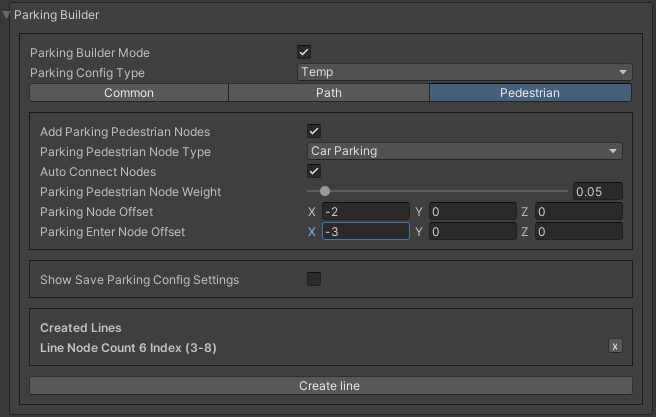 Parking Builder
Parking Builder Mode
Parking Config Type Temp
Common Path Pedestrian
Add Parking Pedestrian Nodes
Parking Pedestrian Node Type Car Parking
Auto Connect Nodes
Parking Pedestrian Node Weight 0.05
Parking Node Offset X -2 Y 0 Z 0
Parking Enter Node Offset X -3 Y 0 Z 0
Show Save Parking Config Settings
Created Lines
Line Node Count 6 Index (3-8) x
Create line